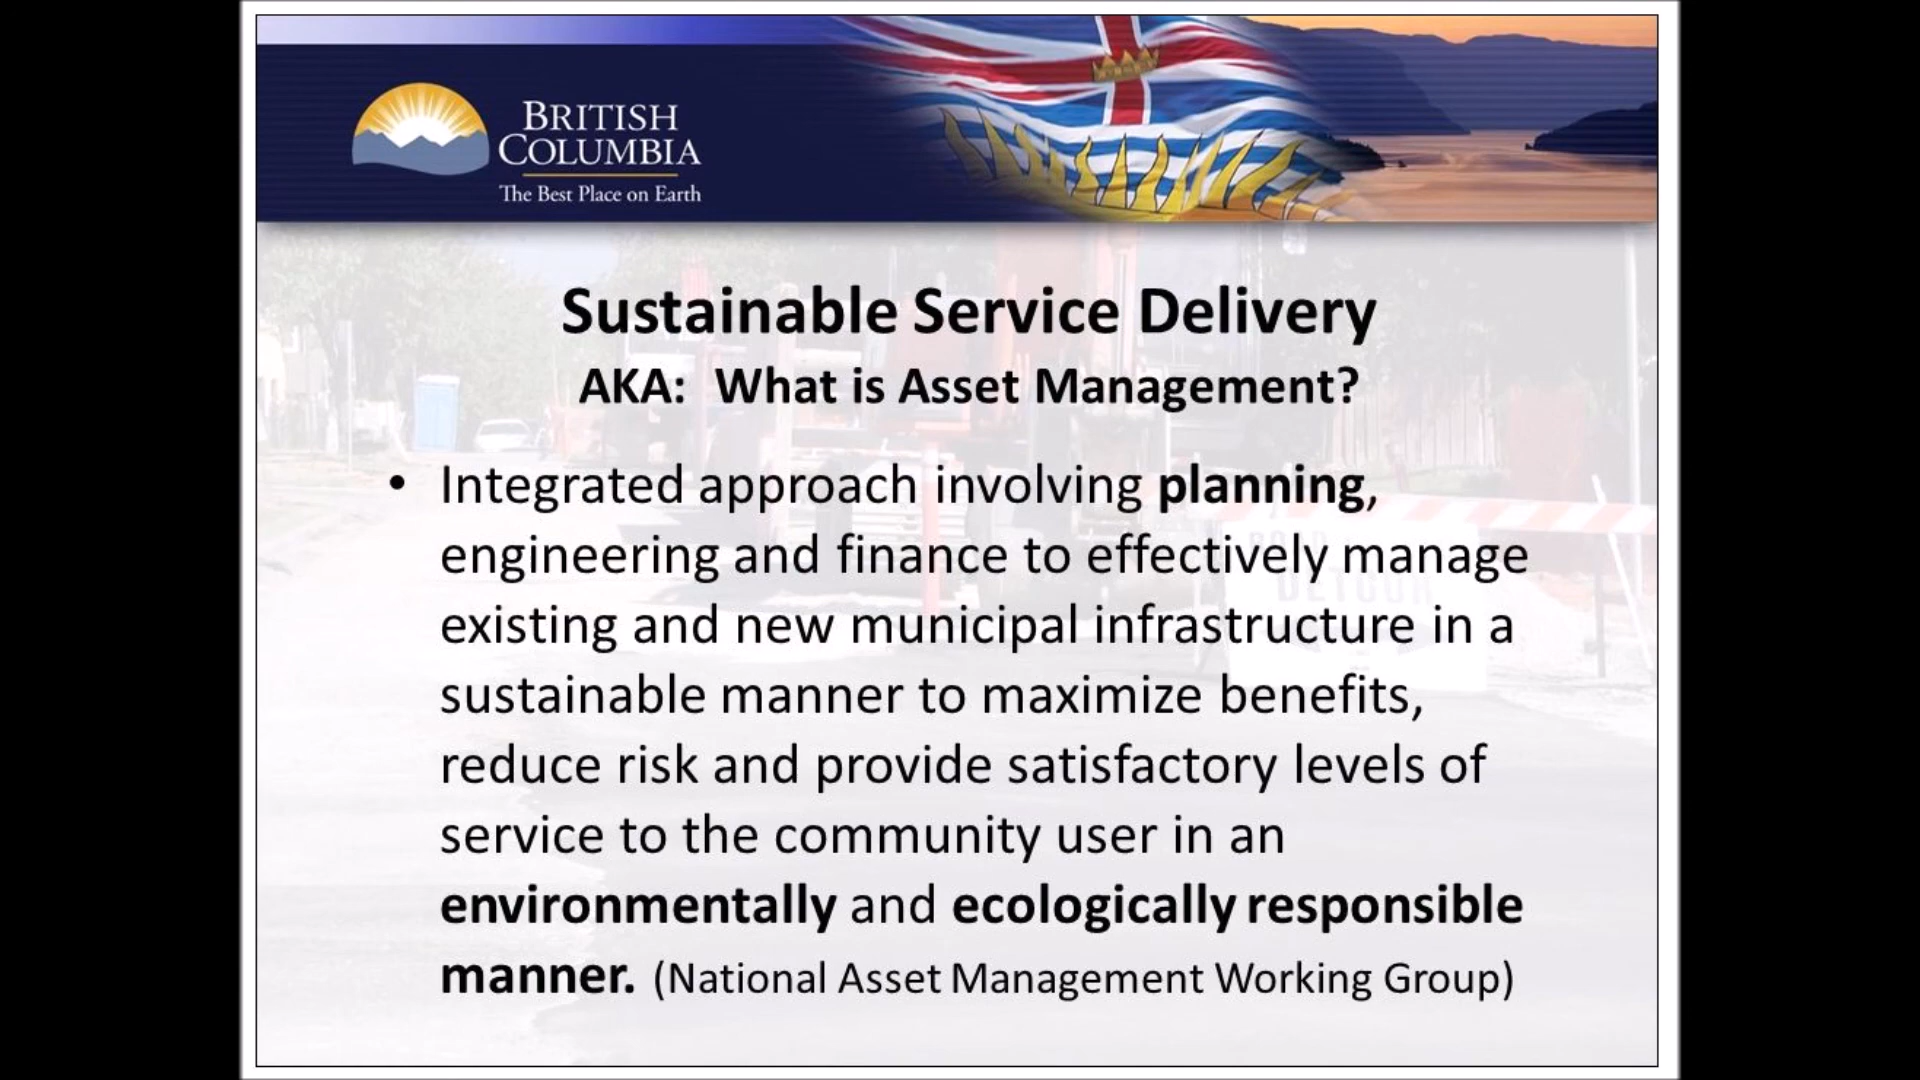 BRITISH
COLUMBIA
The Best Place on Earth
Sustainable Service Delivery
AKA: What is Asset Management?
• Integrated approach involving planning,
engineering and finance to effectively manage
existing and new municipal infrastructure in a
sustainable manner to maximize benefits,
reduce risk and provide satisfactory levels of
service to the community user in an
environmentally and ecologically responsible
manner. (National Asset Management Working Group)